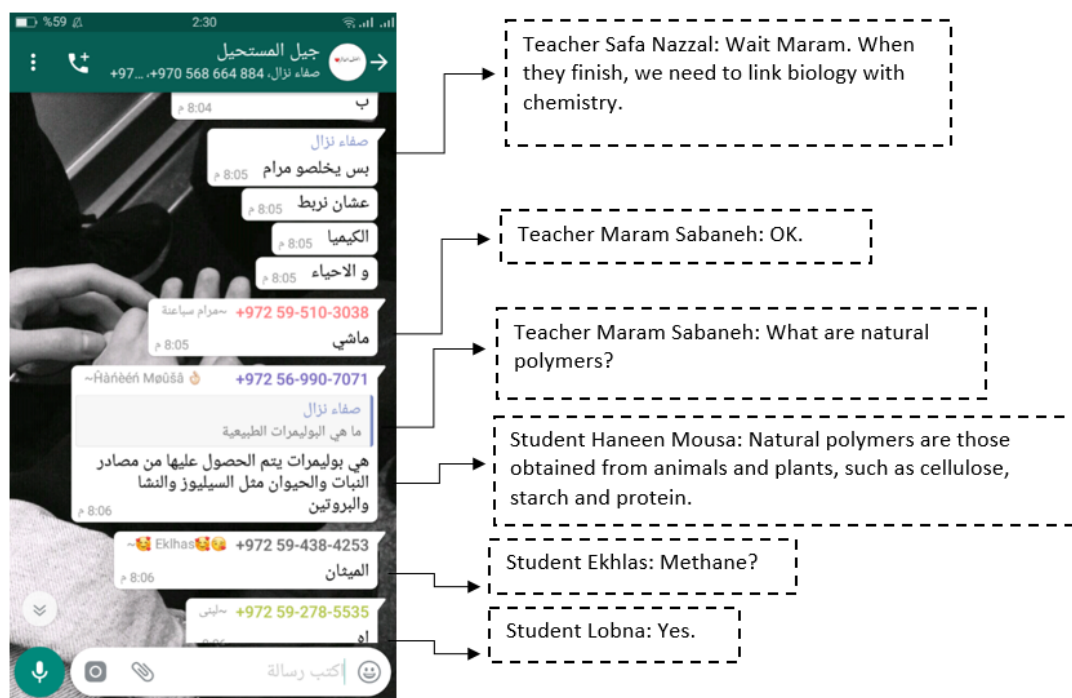 %59
2:30
جيل المستحيل
صفاء نزال، 884 664 568 970+، ...97+
ب
8:04 م
صفاء نزال
بس يخلصو مرام 8:05 م
عشان نربط 8:05 م
الكيميا 8:05 م
و الاحياء 8:05 م
+972 59-510-3038 ~مرام سباعنة
ماشي
8:05 م
+972 56-990-7071 ~Ĥàńèéń Møûšã 👌
صفاء نزال
ما هي البوليمرات الطبيعية
هي بوليمرات يتم الحصول عليها من مصادر
النبات والحيوان مثل السيليوز والنشا
والبروتين
8:06 م
+972 59-438-4253 ~🥰 Eklhas🥰😘
الميثان
8:06 م
+972 59-278-5535 ~لبنى
اه
اكتب رسالة
Teacher Safa Nazzal: Wait Maram. When
they finish, we need to link biology with
chemistry.
Teacher Maram Sabaneh: OK.
Teacher Maram Sabaneh: What are natural
polymers?
Student Haneen Mousa: Natural polymers are those
obtained from animals and plants, such as cellulose,
starch and protein.
Student Ekhlas: Methane?
Student Lobna: Yes.